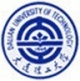 DALIAN UNIVERSITY OF TECHNOLOGY
大连理工大学